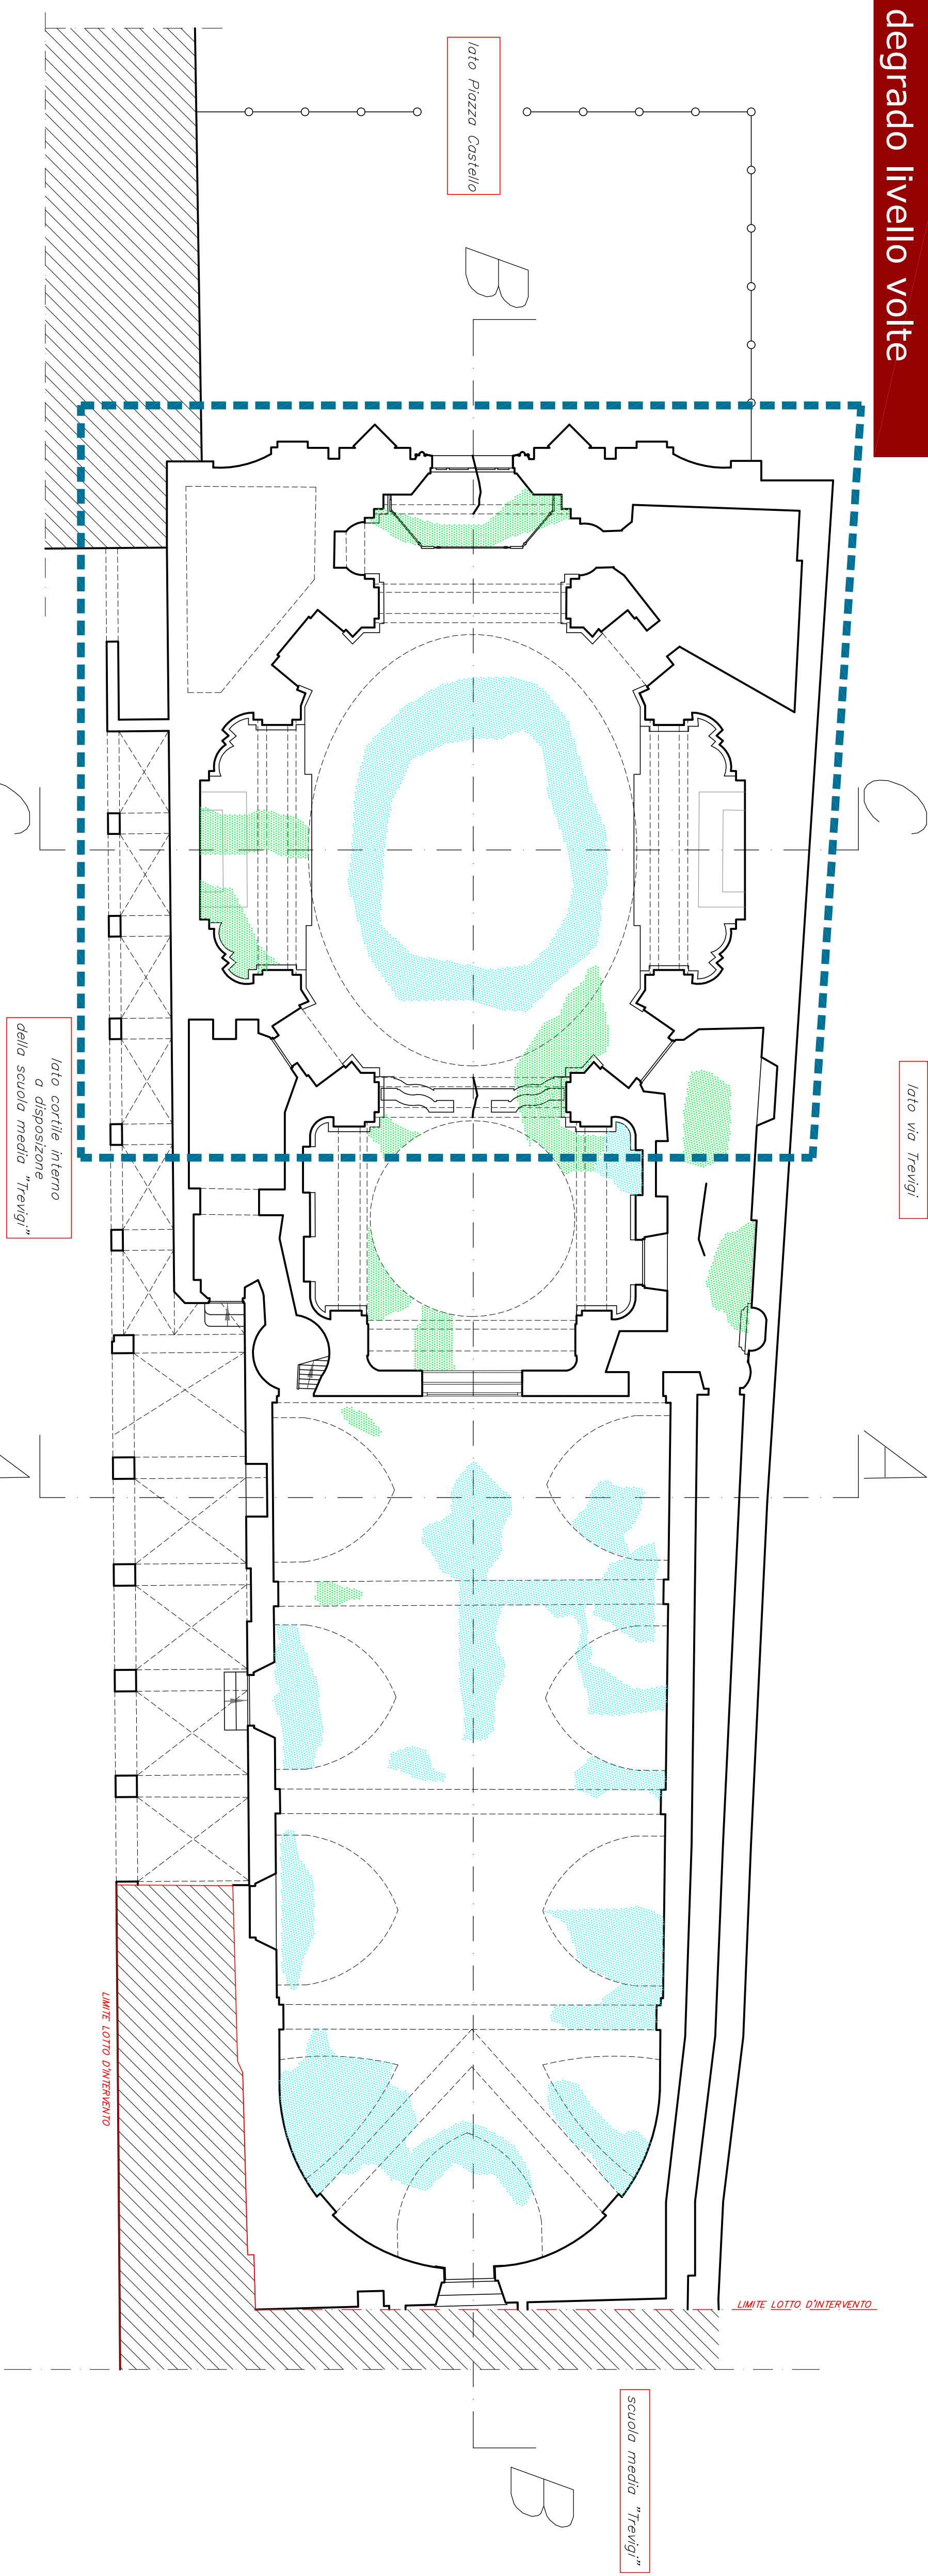 degrado livello volte
lato Piazza Castello
B
C
C
lato via Trevigi
lato cortile interno
a disposizone
della scuola media "Trevigi"
A
A
LIMITE LOTTO D'INTERVENTO
LIMITE LOTTO D'INTERVENTO
scuola media "Trevigi"
B